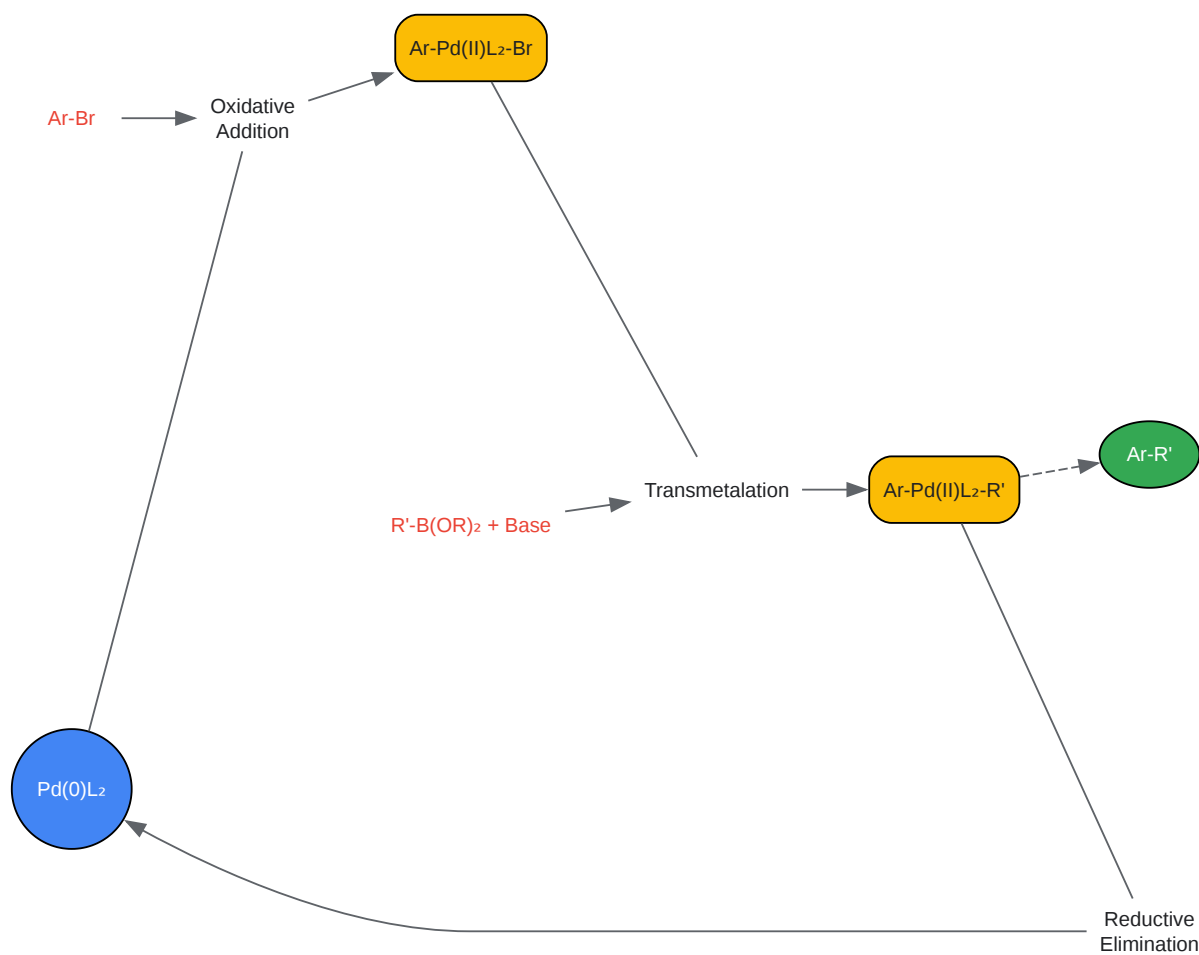 Ar-Pd(II)L₂-Br
Ar-Br
Oxidative
Addition
Ar-R'
Transmetalation
Ar-Pd(II)L₂-R'
R'-B(OR)₂ + Base
Pd(0)L₂
Reductive
Elimination